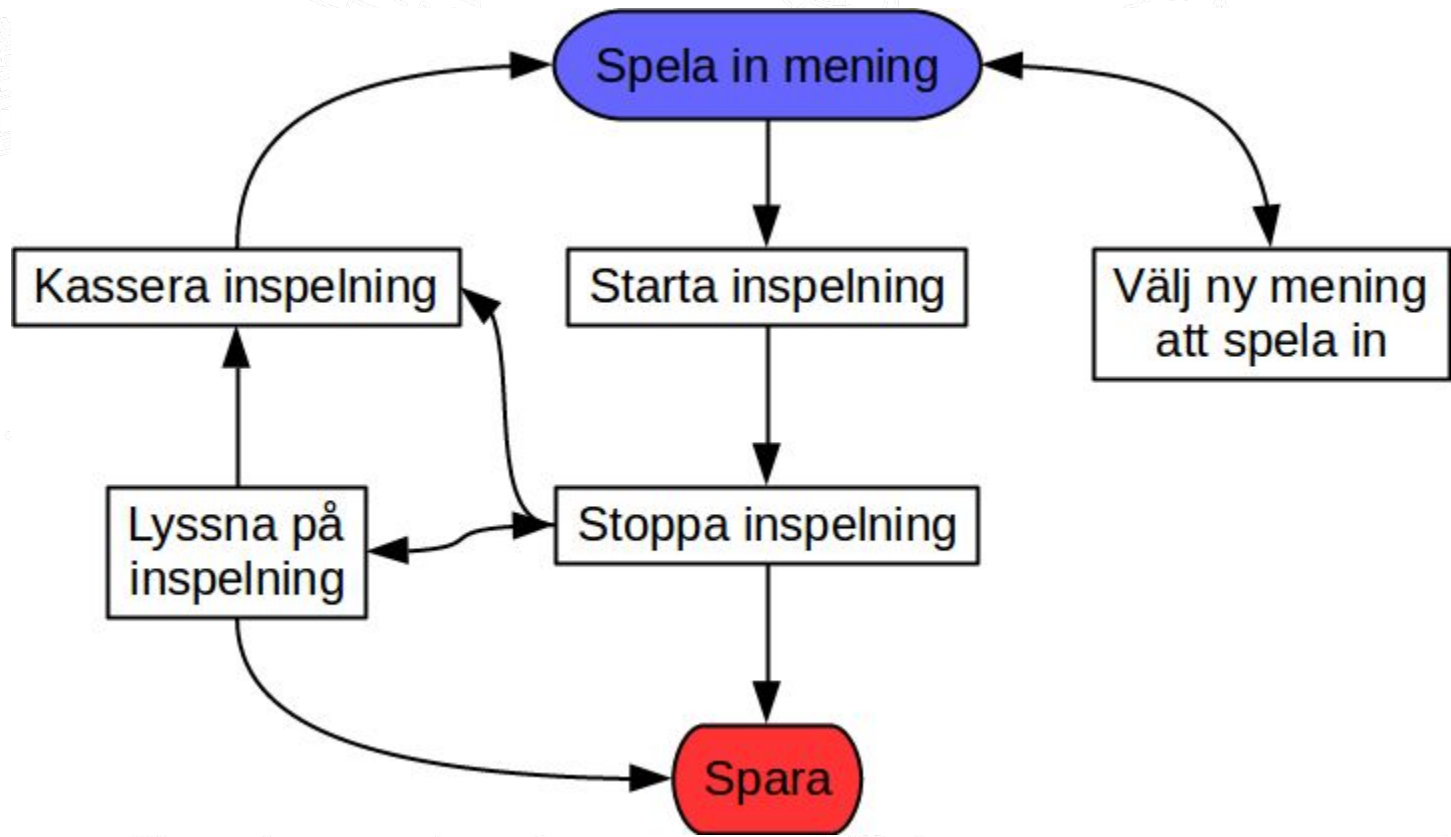 Spela in mening
Kassera inspelning
Starta inspelning
Välj ny mening
att spela in
Lyssna på
inspelning
Stoppa inspelning
Spara